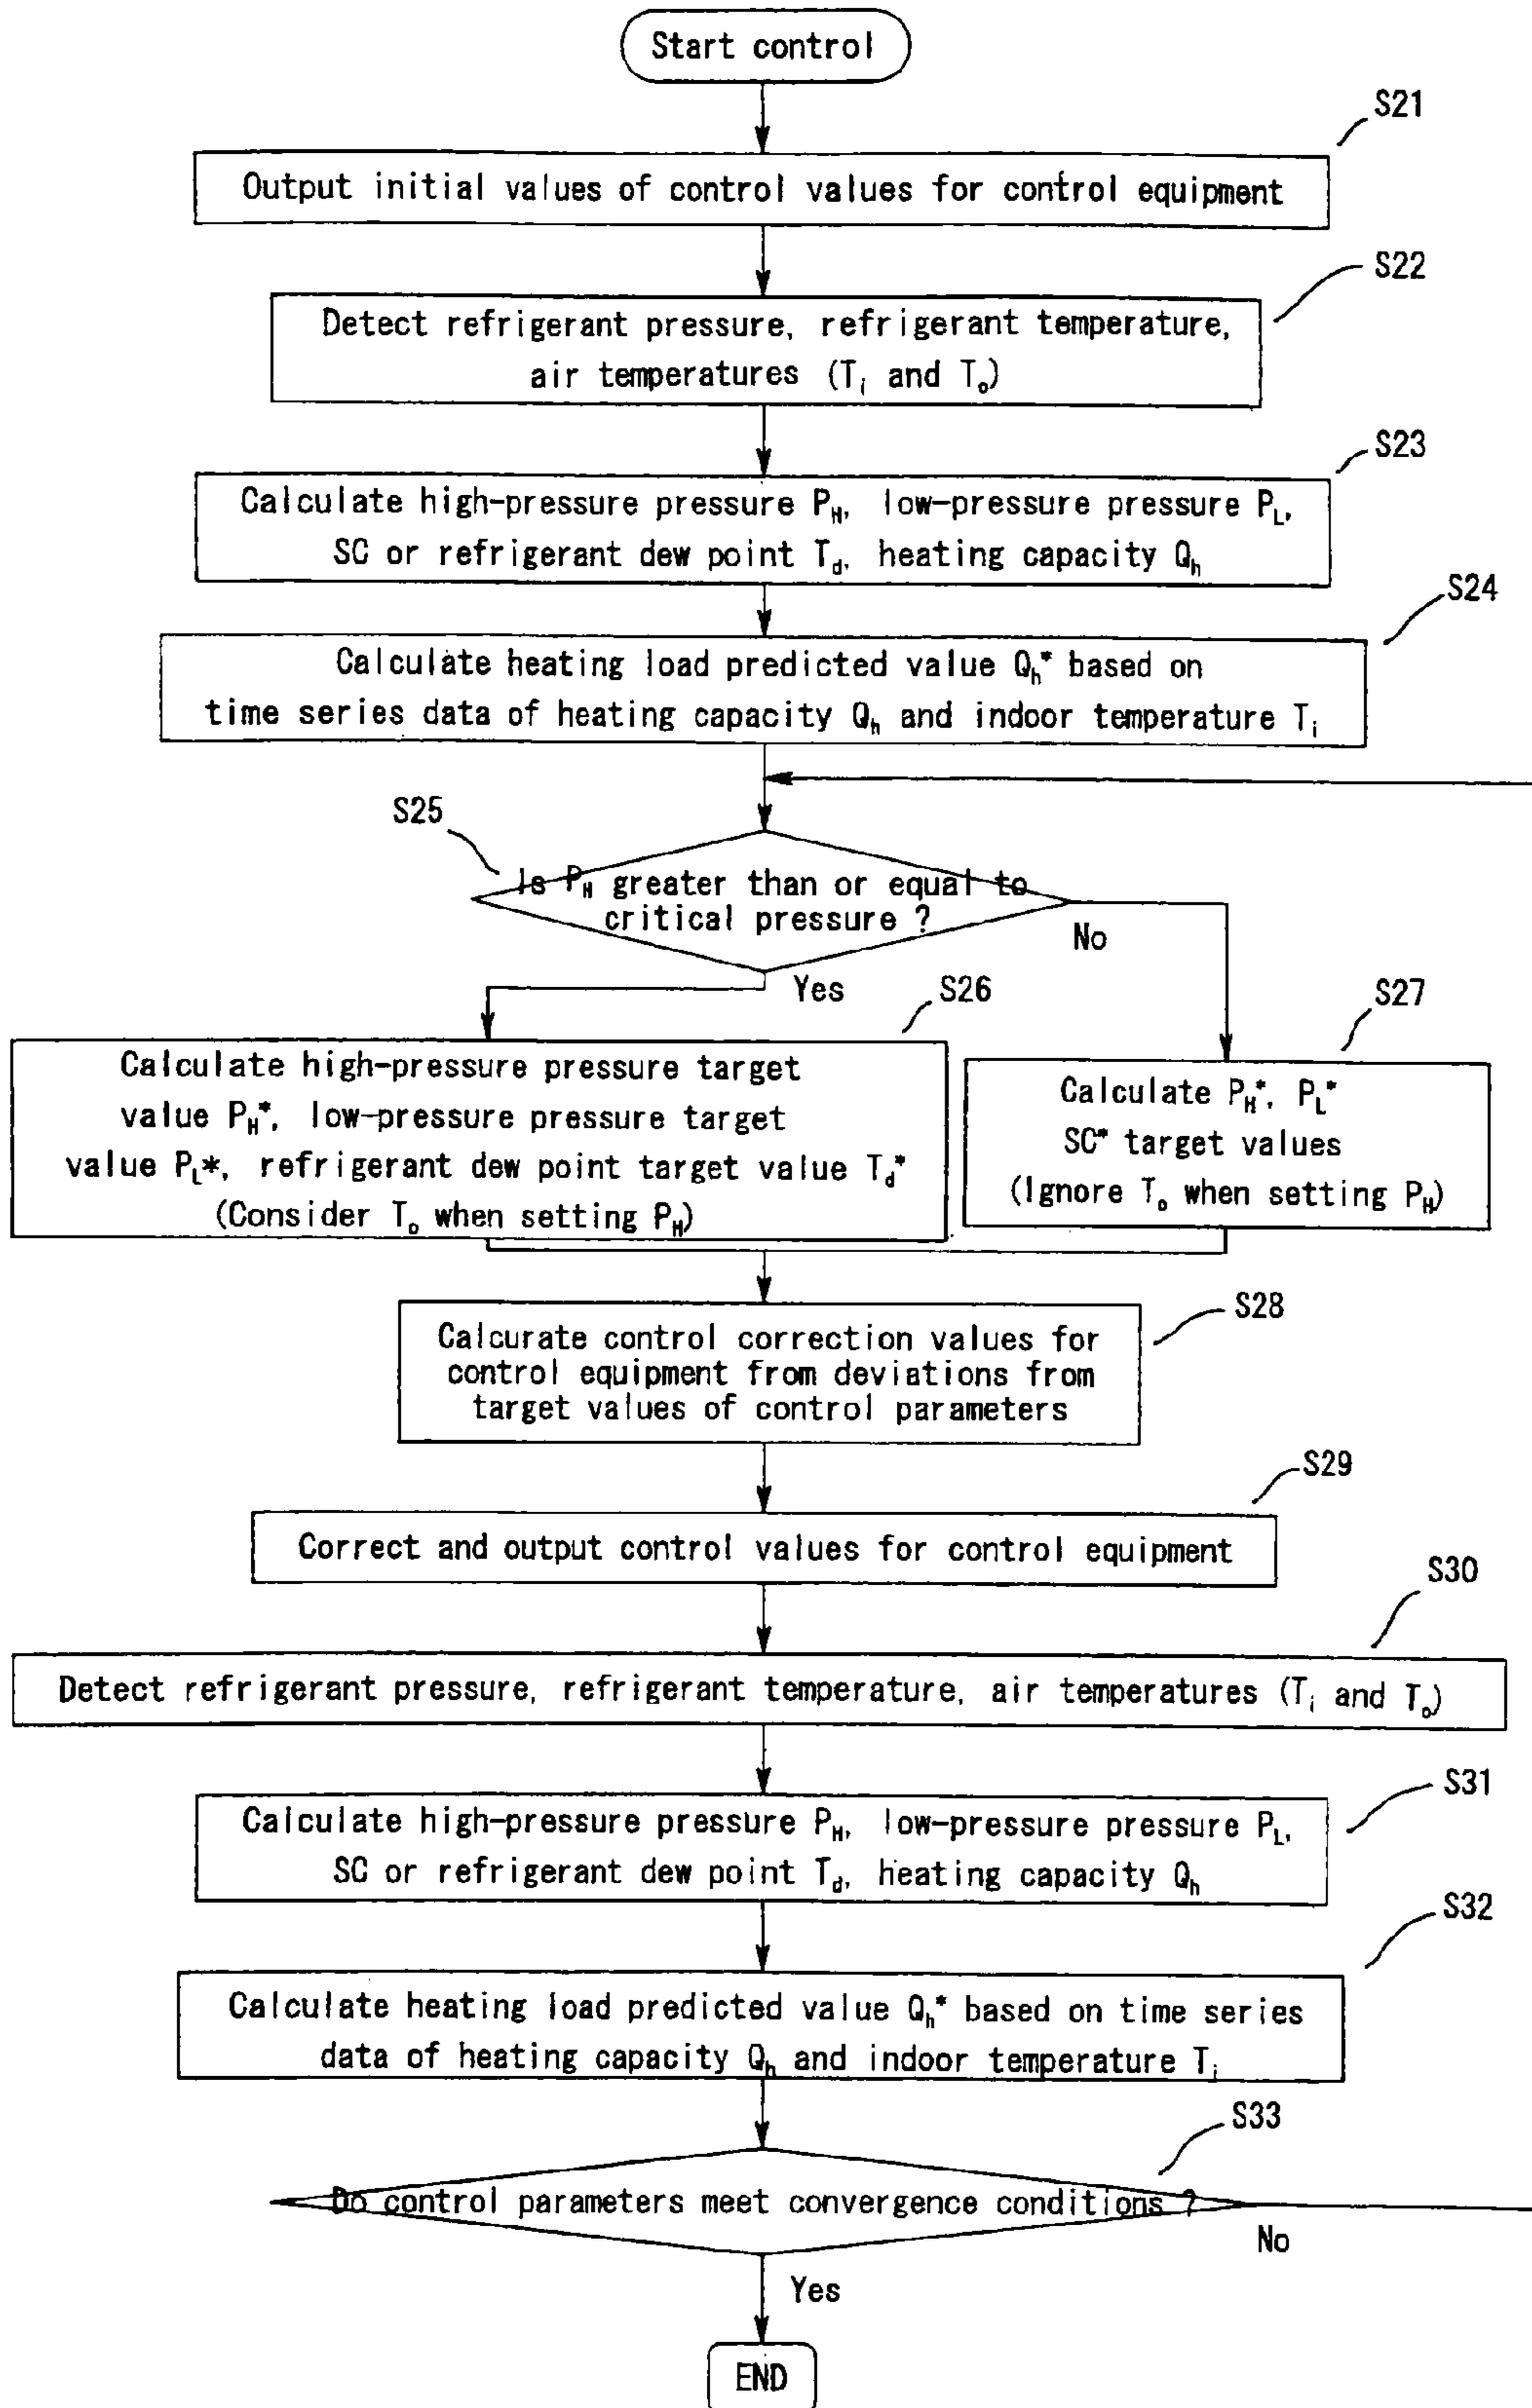 Start control
S21
Output initial values of control values for control equipment
S22
Detect refrigerant pressure, refrigerant temperature,
air temperatures (Ti and To)
S23
Calculate high-pressure pressure PH, low-pressure pressure PL,
SC or refrigerant dew point Td, heating capacity Qh
S24
Calculate heating load predicted value Qh* based on
time series data of heating capacity Qh and indoor temperature Ti
S25
Is PH greater than or equal to
critical pressure ?
No
Yes
S26
Calculate high-pressure pressure target
value PH*, low-pressure pressure target
value PL*, refrigerant dew point target value Td*
(Consider To when setting PH)
S27
Calculate PH*, PL*
SC* target values
(Ignore To when setting PH)
S28
Calcurate control correction values for
control equipment from deviations from
target values of control parameters
S29
Correct and output control values for control equipment
S30
Detect refrigerant pressure, refrigerant temperature, air temperatures (Ti and To)
S31
Calculate high-pressure pressure PH, low-pressure pressure PL,
SC or refrigerant dew point Td, heating capacity Qh
S32
Calculate heating load predicted value Qh* based on time series
data of heating capacity Qh and indoor temperature Ti
S33
Do control parameters meet convergence conditions ?
No
Yes
END